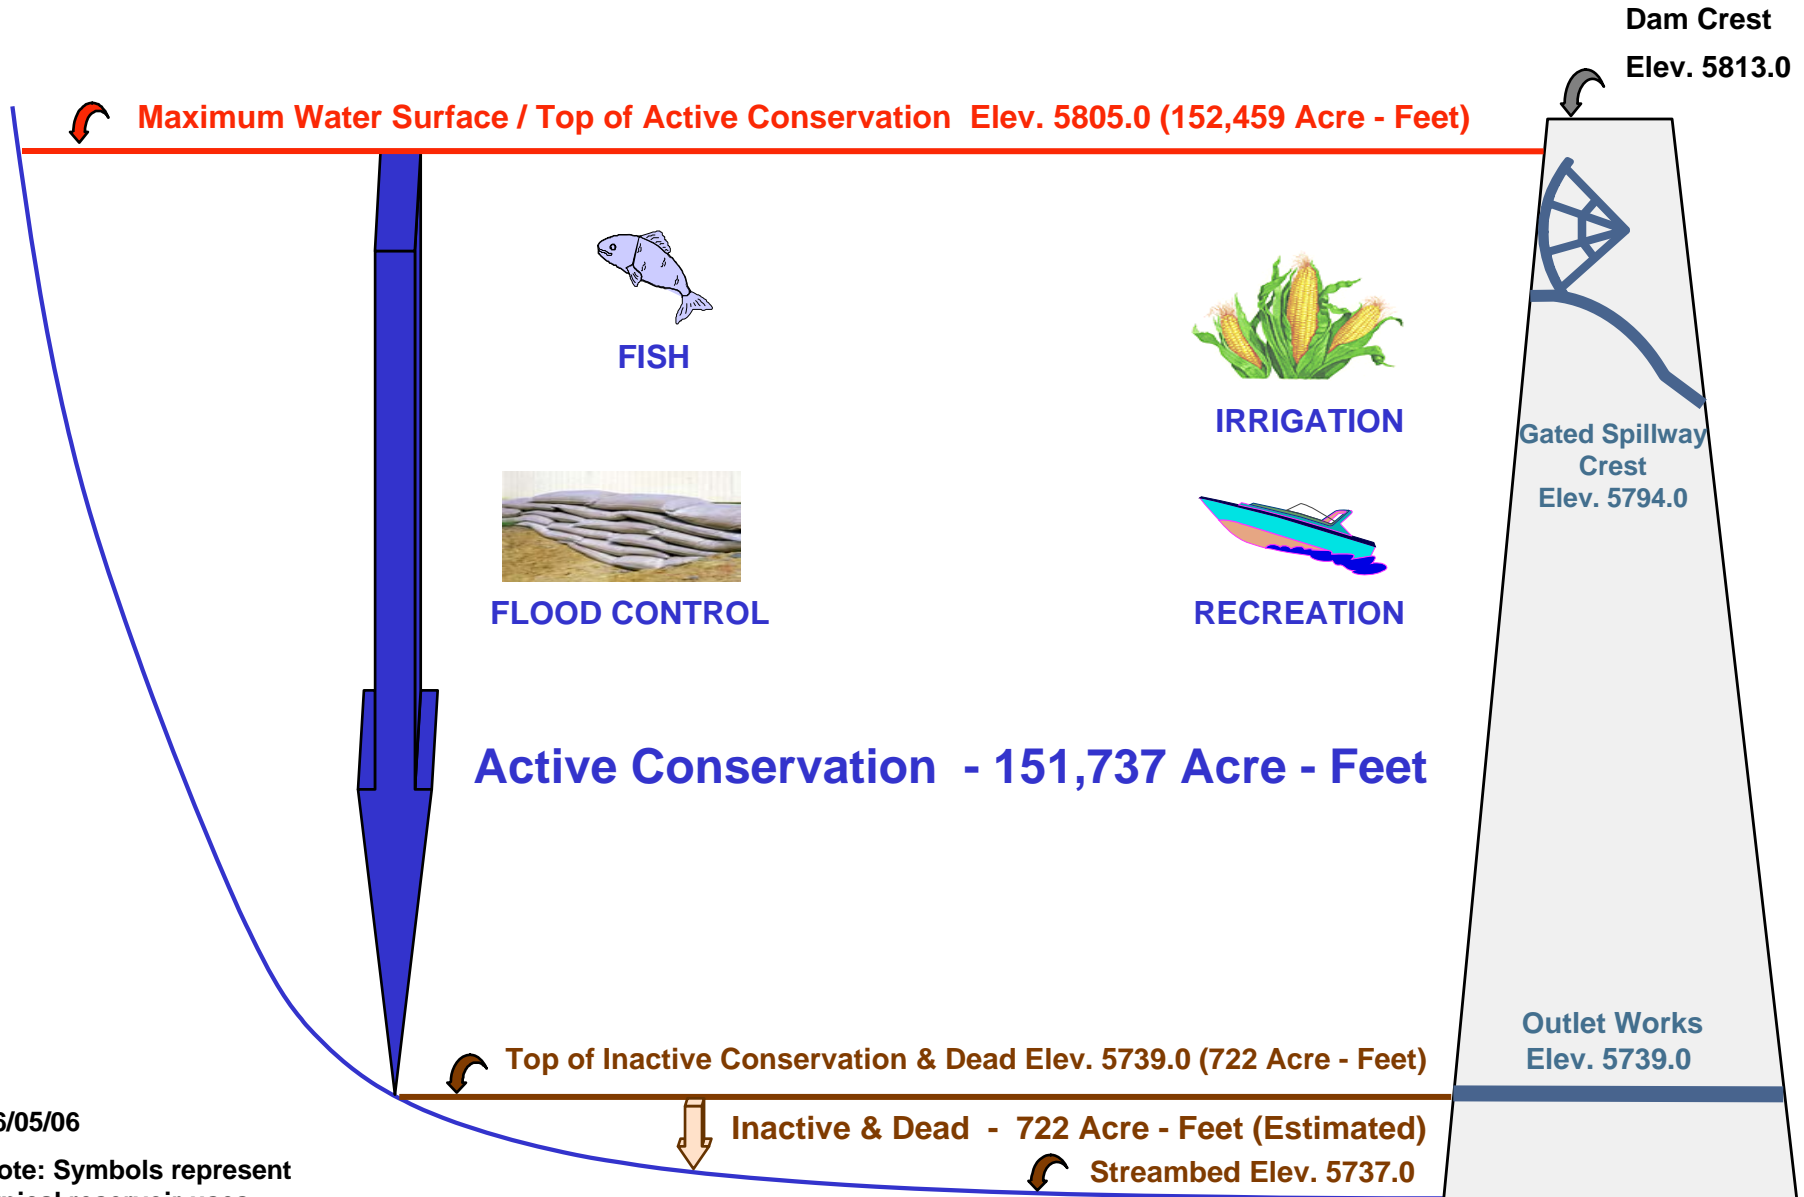 Dam Crest
Elev. 5813.0
Maximum Water Surface / Top of Active Conservation Elev. 5805.0 (152,459 Acre - Feet)
FISH
IRRIGATION
Gated Spillway
Crest
Elev. 5794.0
FLOOD CONTROL
RECREATION
Active Conservation - 151,737 Acre - Feet
Outlet Works
Elev. 5739.0
Top of Inactive Conservation & Dead Elev. 5739.0 (722 Acre - Feet)
Inactive & Dead - 722 Acre - Feet (Estimated)
Streambed Elev. 5737.0
6/05/06
ote: Symbols represent